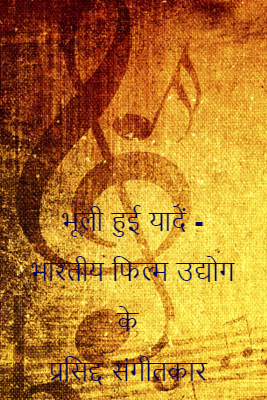 भूली हुई यादें -
भारतीय फिल्म उद्योग
के
प्रसिद्द संगीतकार